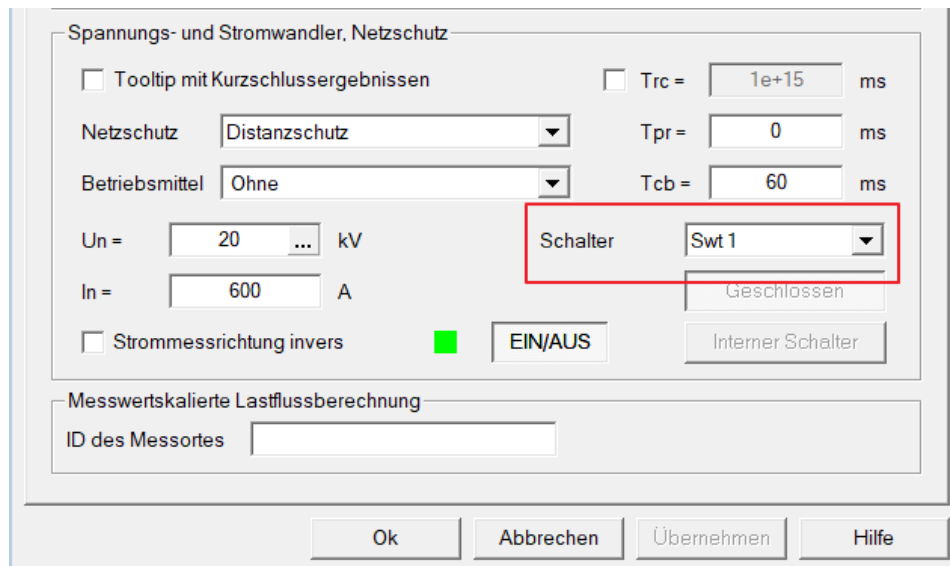 Spannungs- und Stromwandler, Netzschutz
Tooltip mit Kurzschlussergebnissen Trc = 1e+15 ms
Netzschutz Distanzschutz Tpr = 0 ms
Betriebsmittel Ohne Tcb = 60 ms
Un = 20 ... kV Schalter Swt 1
In = 600 A Geschlossen
Strommessrichtung invers EIN/AUS Interner Schalter
Messwertskalierte Lastflussberechnung
ID des Messortes
Ok Abbrechen Übernehmen Hilfe